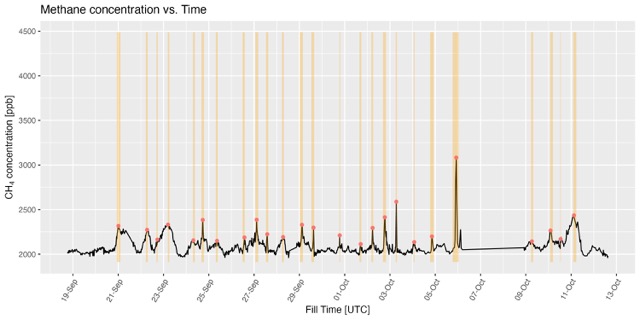 Methane concentration vs. Time
CH₄ concentration [ppb]
4500
4000
3500
3000
2500
2000
19-Sep
21-Sep
23-Sep
25-Sep
27-Sep
29-Sep
01-Oct
03-Oct
05-Oct
07-Oct
09-Oct
11-Oct
13-Oct
Fill Time [UTC]